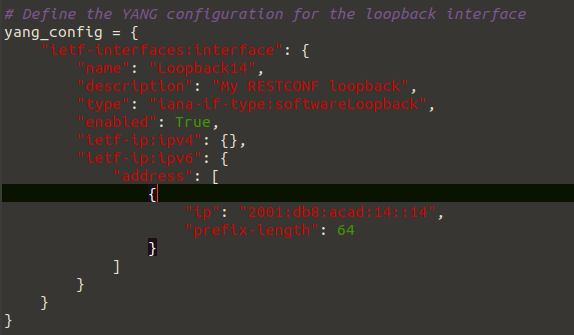 # Define the YANG configuration for the loopback interface
yang_config = {
    "ietf-interfaces:interface": {
        "name": "Loopback14",
        "description": "My RESTCONF loopback",
        "type": "iana-if-type:softwareLoopback",
        "enabled": True,
        "ietf-ip:ipv4": {},
        "ietf-ip:ipv6": {
            "address": [
                {
                    "ip": "2001:db8:acad:14::14",
                    "prefix-length": 64
                }
            ]
        }
    }
}